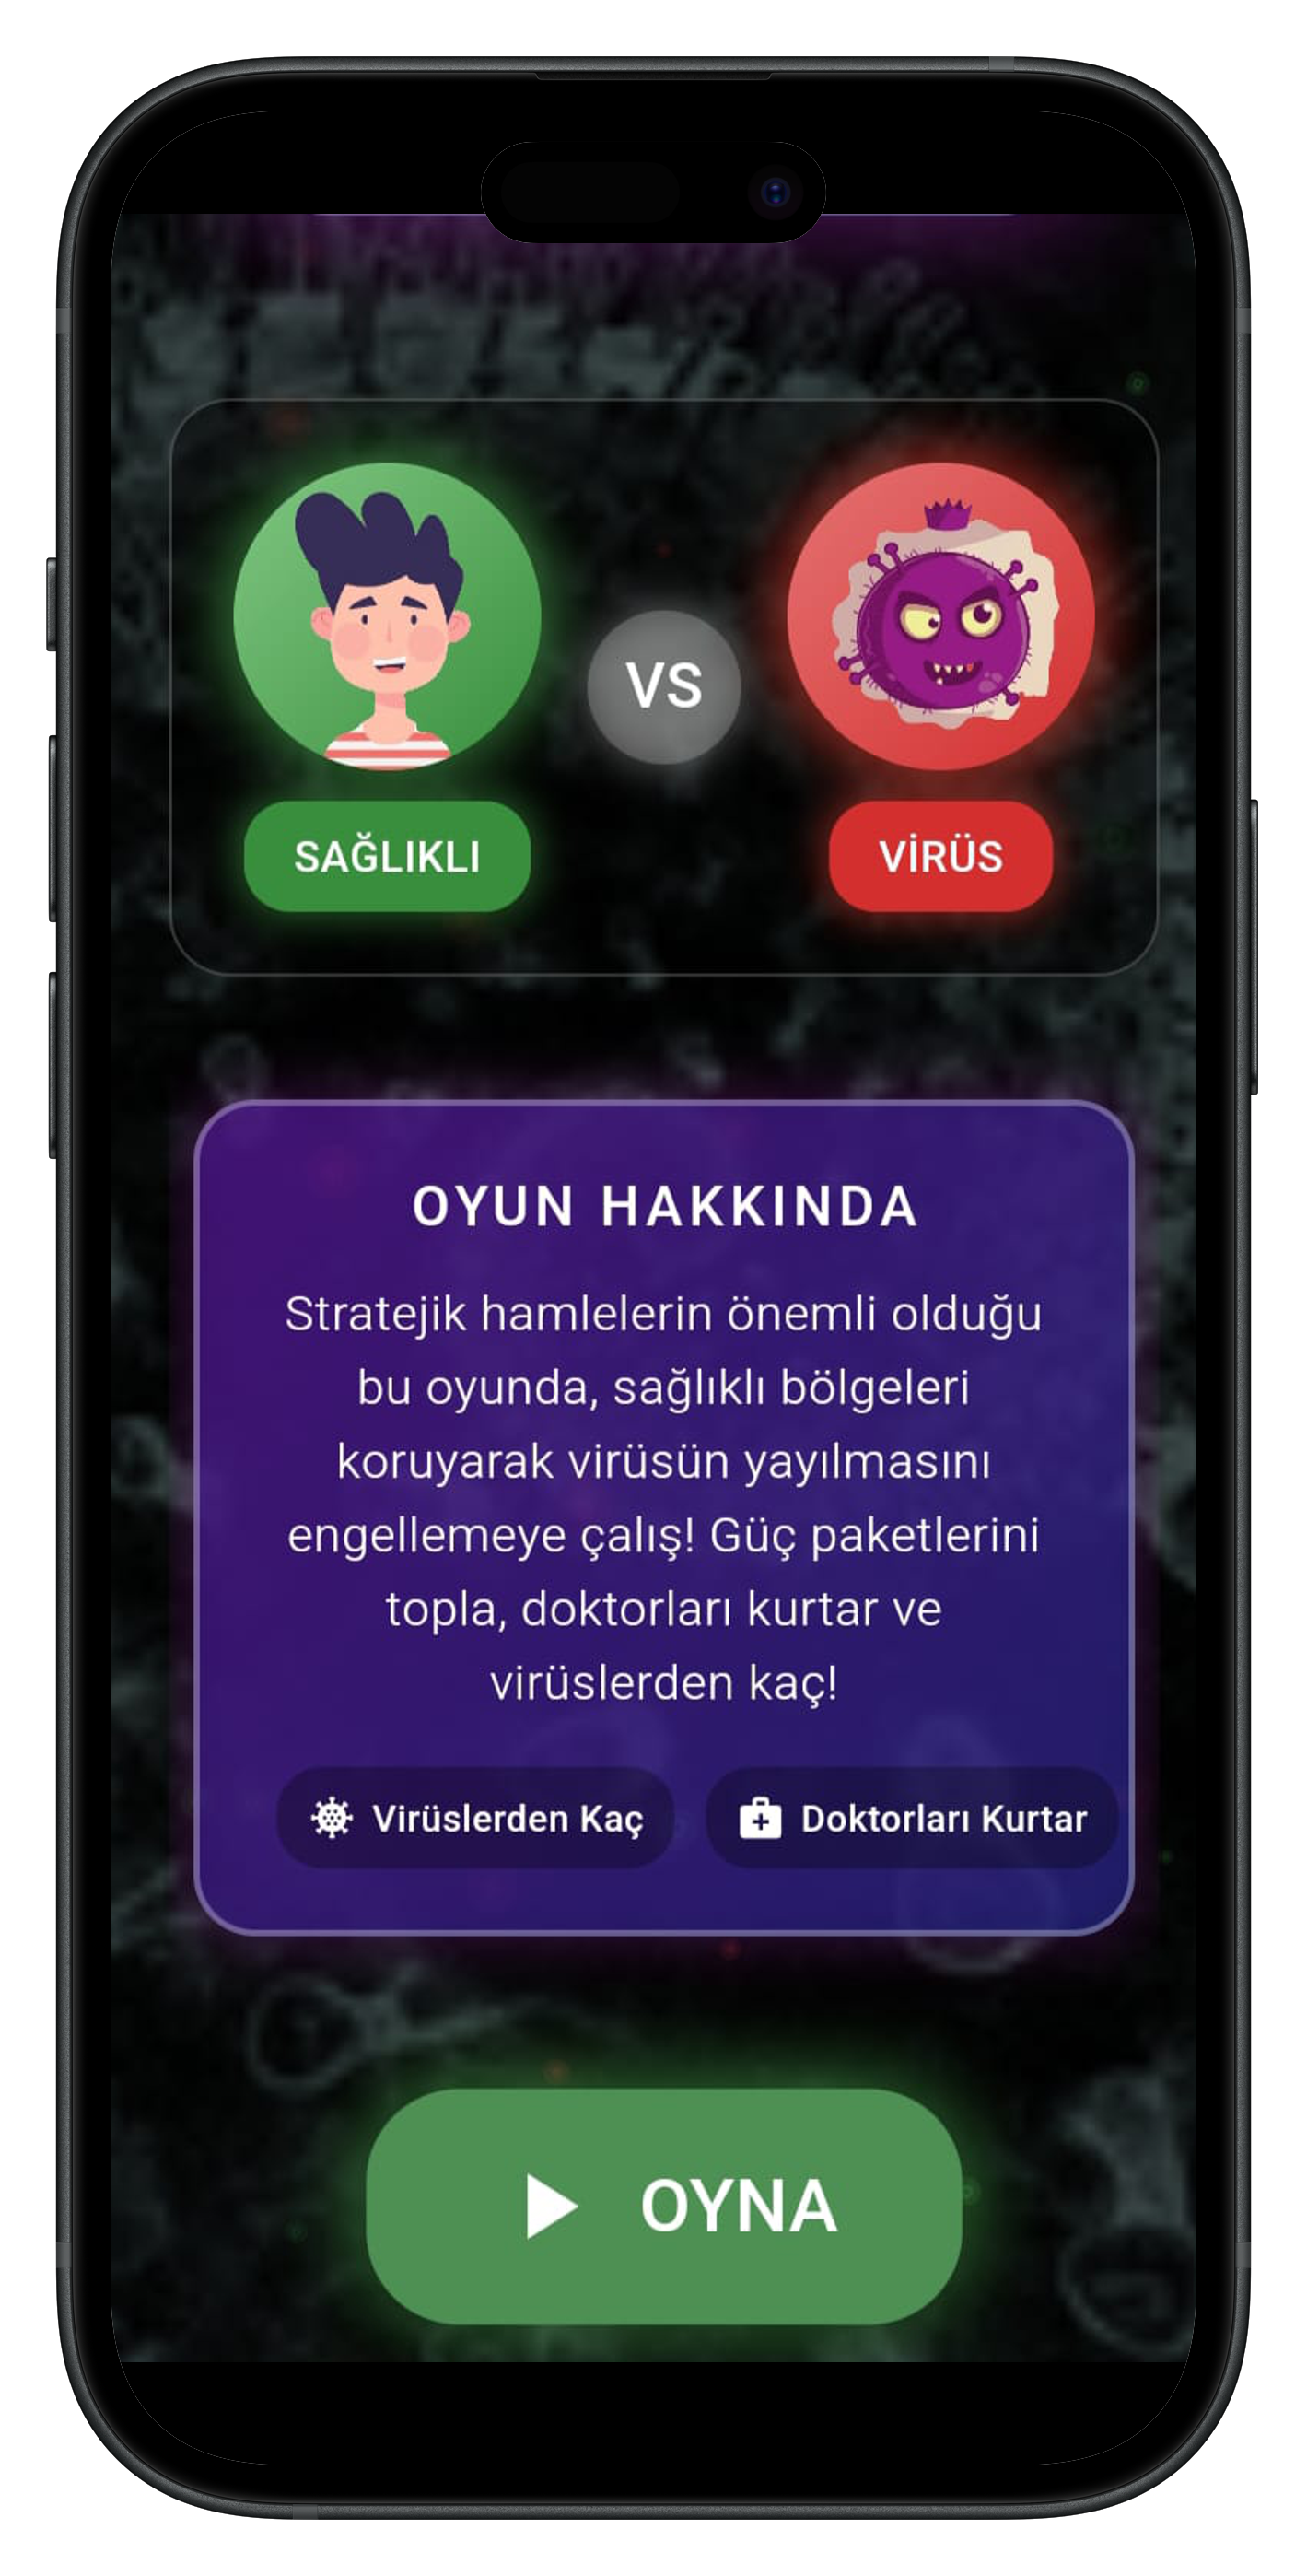 VS
SAĞLIKLI
VİRÜS
OYUN HAKKINDA
Stratejik hamlelerin önemli olduğu
bu oyunda, sağlıklı bölgeleri
koruyarak virüsün yayılmasını
engellemeye çalış! Güç paketlerini
topla, doktorları kurtar ve
virüslerden kaç!
Virüslerden Kaç
Doktorları Kurtar
OYNA